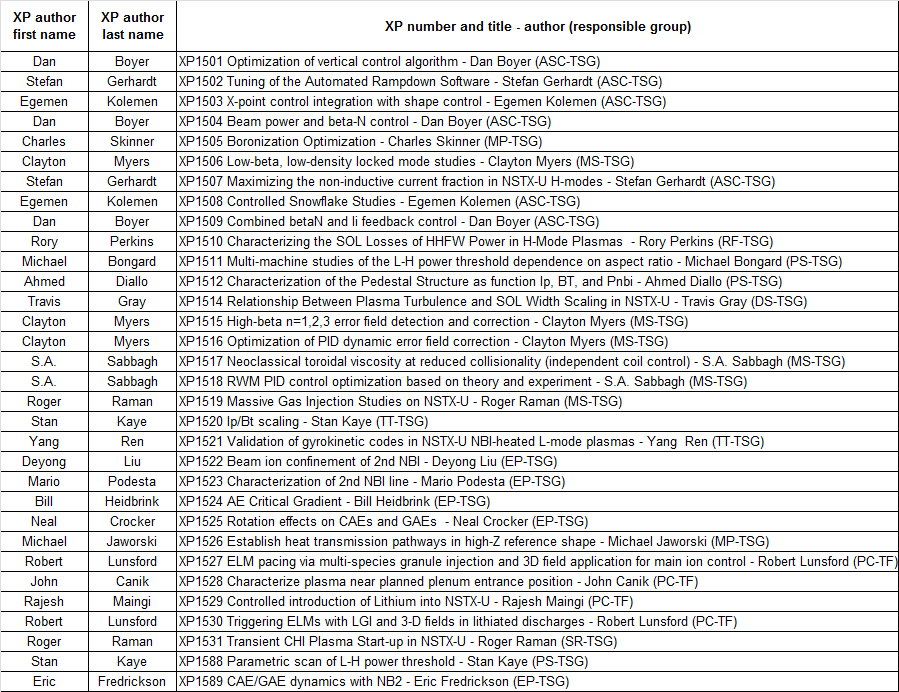 XP author first name XP author last name XP number and title - author (responsible group)
Dan Boyer XP1501 Optimization of vertical control algorithm - Dan Boyer (ASC-TSG)
Stefan Gerhardt XP1502 Tuning of the Automated Rampdown Software - Stefan Gerhardt (ASC-TSG)
Egemen Kolemen XP1503 X-point control integration with shape control - Egemen Kolemen (ASC-TSG)
Dan Boyer XP1504 Beam power and beta-N control - Dan Boyer (ASC-TSG)
Charles Skinner XP1505 Boronization Optimization - Charles Skinner (MP-TSG)
Clayton Myers XP1506 Low-beta, low-density locked mode studies - Clayton Myers (MS-TSG)
Stefan Gerhardt XP1507 Maximizing the non-inductive current fraction in NSTX-U H-modes - Stefan Gerhardt (ASC-TSG)
Egemen Kolemen XP1508 Controlled Snowflake Studies - Egemen Kolemen (ASC-TSG)
Dan Boyer XP1509 Combined betaN and li feedback control - Dan Boyer (ASC-TSG)
Rory Perkins XP1510 Characterizing the SOL Losses of HHFW Power in H-Mode Plasmas - Rory Perkins (RF-TSG)
Michael Bongard XP1511 Multi-machine studies of the L-H power threshold dependence on aspect ratio - Michael Bongard (PS-TSG)
Ahmed Diallo XP1512 Characterization of the Pedestal Structure as function Ip, BT, and Pnbi - Ahmed Diallo (PS-TSG)
Travis Gray XP1514 Relationship Between Plasma Turbulence and SOL Width Scaling in NSTX-U - Travis Gray (DS-TSG)
Clayton Myers XP1515 High-beta n=1,2,3 error field detection and correction - Clayton Myers (MS-TSG)
Clayton Myers XP1516 Optimization of PID dynamic error field correction - Clayton Myers (MS-TSG)
S.A. Sabbagh XP1517 Neoclassical toroidal viscosity at reduced collisionality (independent coil control) - S.A. Sabbagh (MS-TSG)
S.A. Sabbagh XP1518 RWM PID control optimization based on theory and experiment - S.A. Sabbagh (MS-TSG)
Roger Raman XP1519 Massive Gas Injection Studies on NSTX-U - Roger Raman (MS-TSG)
Stan Kaye XP1520 Ip/Bt scaling - Stan Kaye (TT-TSG)
Yang Ren XP1521 Validation of gyrokinetic codes in NSTX-U NBI-heated L-mode plasmas - Yang Ren (TT-TSG)
Deyong Liu XP1522 Beam ion confinement of 2nd NBI - Deyong Liu (EP-TSG)
Mario Podesta XP1523 Characterization of 2nd NBI line - Mario Podesta (EP-TSG)
Bill Heidbrink XP1524 AE Critical Gradient - Bill Heidbrink (EP-TSG)
Neal Crocker XP1525 Rotation effects on CAEs and GAEs - Neal Crocker (EP-TSG)
Michael Jaworski XP1526 Establish heat transmission pathways in high-Z reference shape - Michael Jaworski (MP-TSG)
Robert Lunsford XP1527 ELM pacing via multi-species granule injection and 3D field application for main ion control - Robert Lunsford (PC-TF)
John Canik XP1528 Characterize plasma near planned plenum entrance position - John Canik (PC-TF)
Rajesh Maingi XP1529 Controlled introduction of Lithium into NSTX-U - Rajesh Maingi (PC-TF)
Robert Lunsford XP1530 Triggering ELMs with LGI and 3-D fields in lithiated discharges - Robert Lunsford (PC-TF)
Roger Raman XP1531 Transient CHI Plasma Start-up in NSTX-U - Roger Raman (SR-TSG)
Stan Kaye XP1588 Parametric scan of L-H power threshold - Stan Kaye (PS-TSG)
Eric Fredrickson XP1589 CAE/GAE dynamics with NB2 - Eric Fredrickson (EP-TSG)